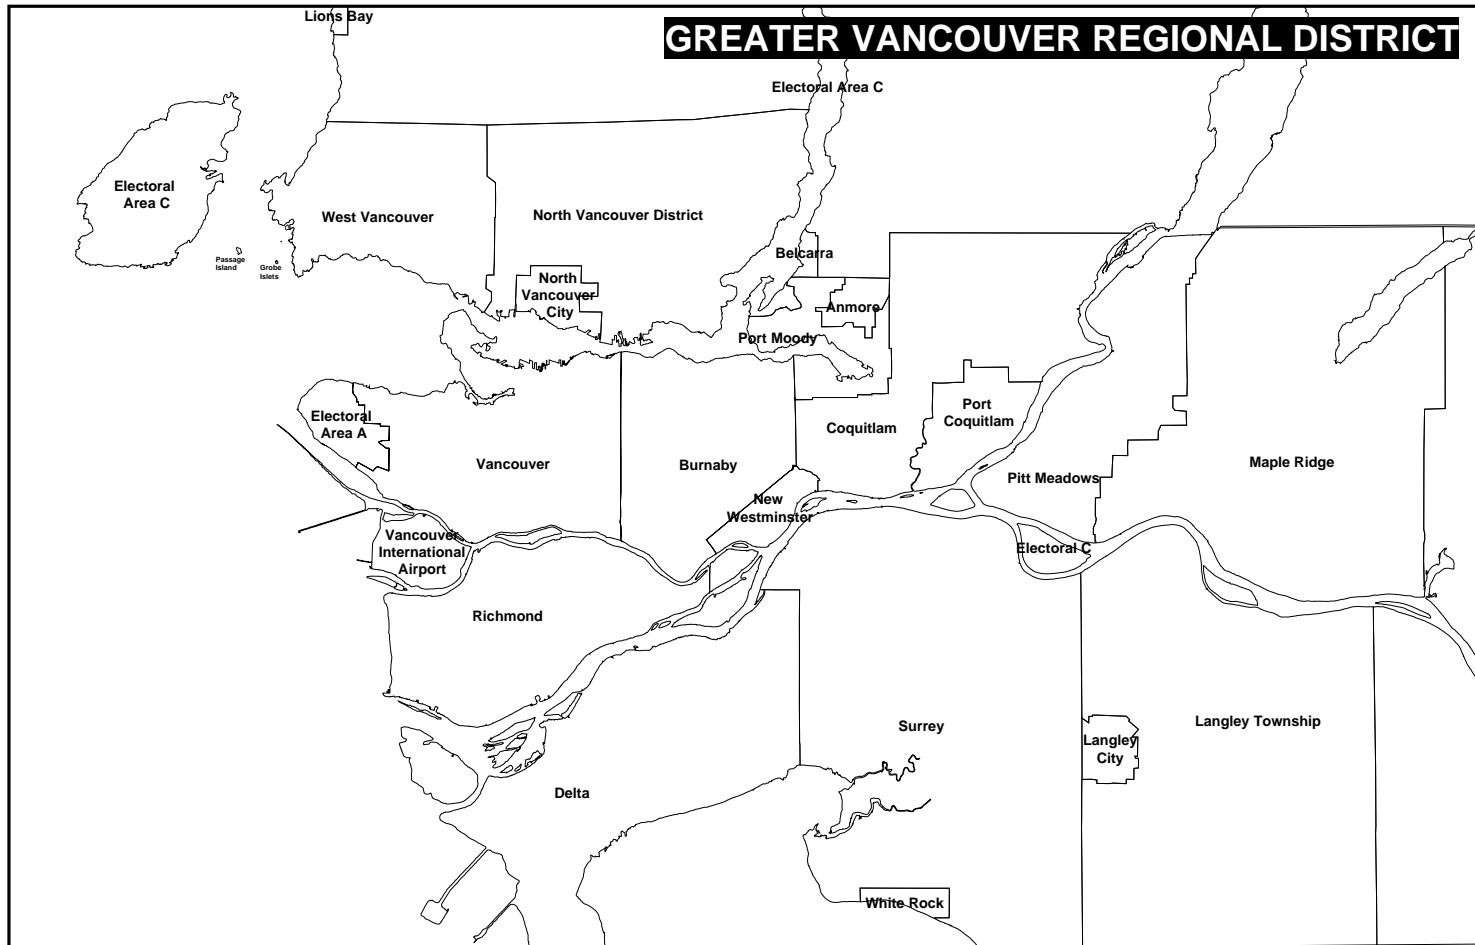 Lions Bay
GREATER VANCOUVER REGIONAL DISTRICT
Electoral Area C
Electoral
Area C
West Vancouver
North Vancouver District
Belcarra
Passage
Island
Grobe
Islets
North
Vancouver
City
Anmore
Port Moody
Electoral
Area A
Port
Coquitlam
Coquitlam
Vancouver
Burnaby
Maple Ridge
Pitt Meadows
New
Westminster
Vancouver
International
Airport
Electoral C
Richmond
Surrey
Langley Township
Langley
City
Delta
White Rock